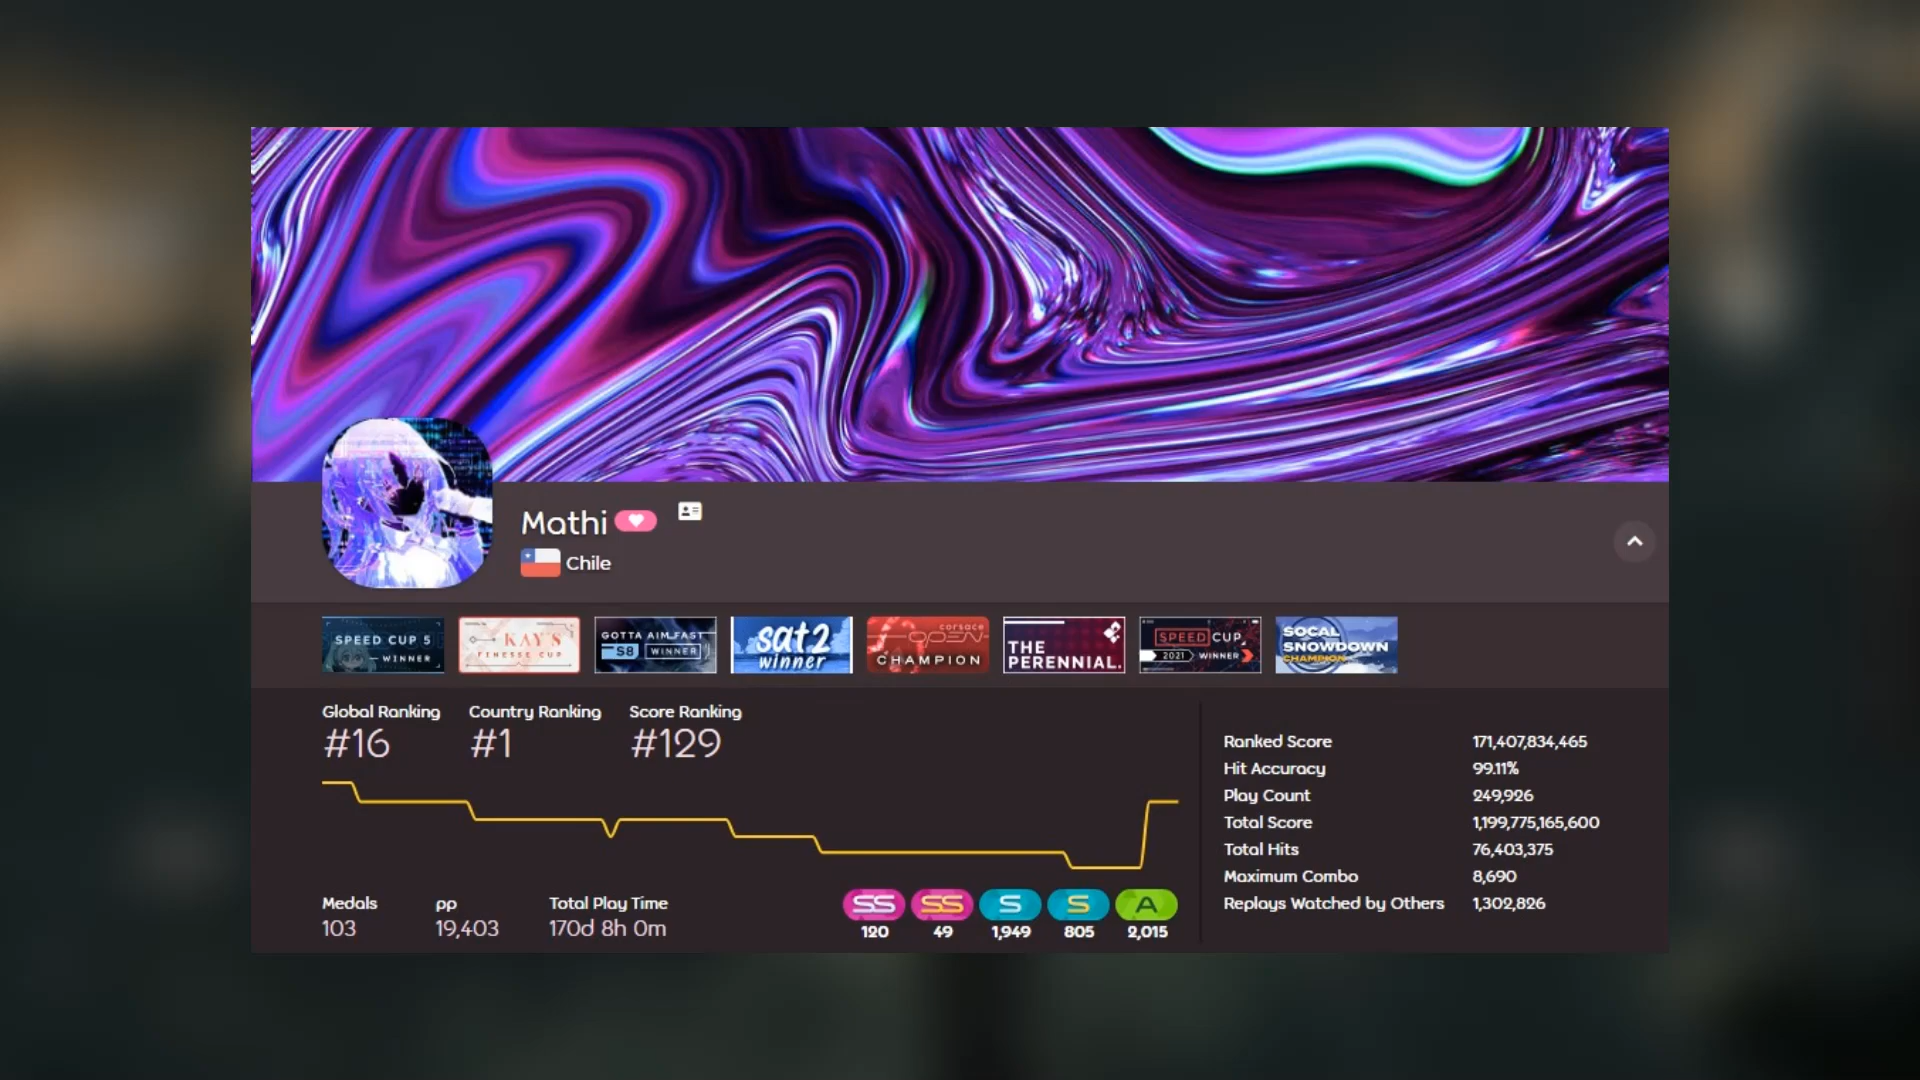 Mathi
Chile
SPEED CUP 5
WINNER
KAY'S
FINESSE CUP
GOTTA AIM FAST
S8 WINNER
sat2
winner
corsace
OPEN
CHAMPION
THE
PERENNIAL.
SPEED CUP
2021 WINNER
SOCAL
SNOWDOWN
CHAMPION
Global Ranking Country Ranking Score Ranking
#16 #1 #129
Medals pp Total Play Time
103 19,403 170d 8h 0m
SS SS S S A
120 49 1,949 805 2,015
Ranked Score 171,407,834,465
Hit Accuracy 99.11%
Play Count 249,926
Total Score 1,199,775,165,600
Total Hits 76,403,375
Maximum Combo 8,690
Replays Watched by Others 1,302,826